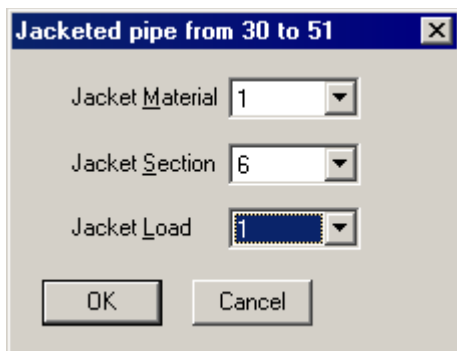 Jacketed pipe from 30 to 51
Jacket Material 1
Jacket Section 6
Jacket Load 1
OK Cancel